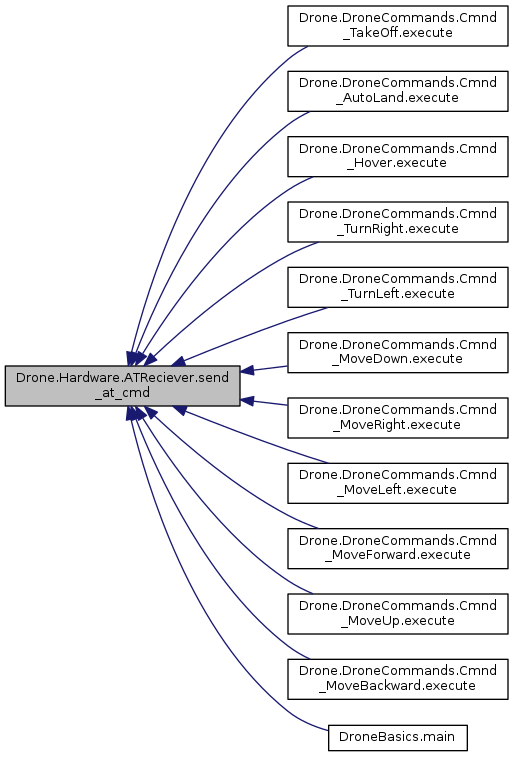 Drone.DroneCommands.Cmnd
_TakeOff.execute
Drone.DroneCommands.Cmnd
_AutoLand.execute
Drone.DroneCommands.Cmnd
_Hover.execute
Drone.DroneCommands.Cmnd
_TurnRight.execute
Drone.DroneCommands.Cmnd
_TurnLeft.execute
Drone.DroneCommands.Cmnd
_MoveDown.execute
Drone.Hardware.ATReciever.send
_at_cmd
Drone.DroneCommands.Cmnd
_MoveRight.execute
Drone.DroneCommands.Cmnd
_MoveLeft.execute
Drone.DroneCommands.Cmnd
_MoveForward.execute
Drone.DroneCommands.Cmnd
_MoveUp.execute
Drone.DroneCommands.Cmnd
_MoveBackward.execute
DroneBasics.main